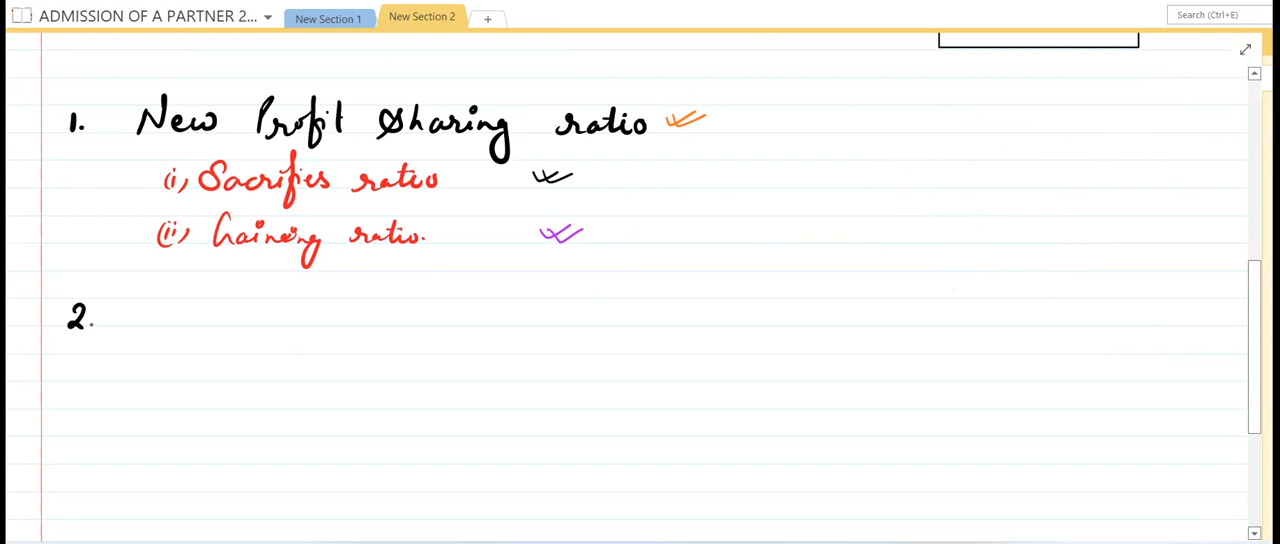 ADMISSION OF A PARTNER 2...
New Section 1
New Section 2
+
Search (Ctrl+E)
1. New Profit Sharing ratio
(i) Sacrifies ratio
(ii) Gaining ratio.
2.